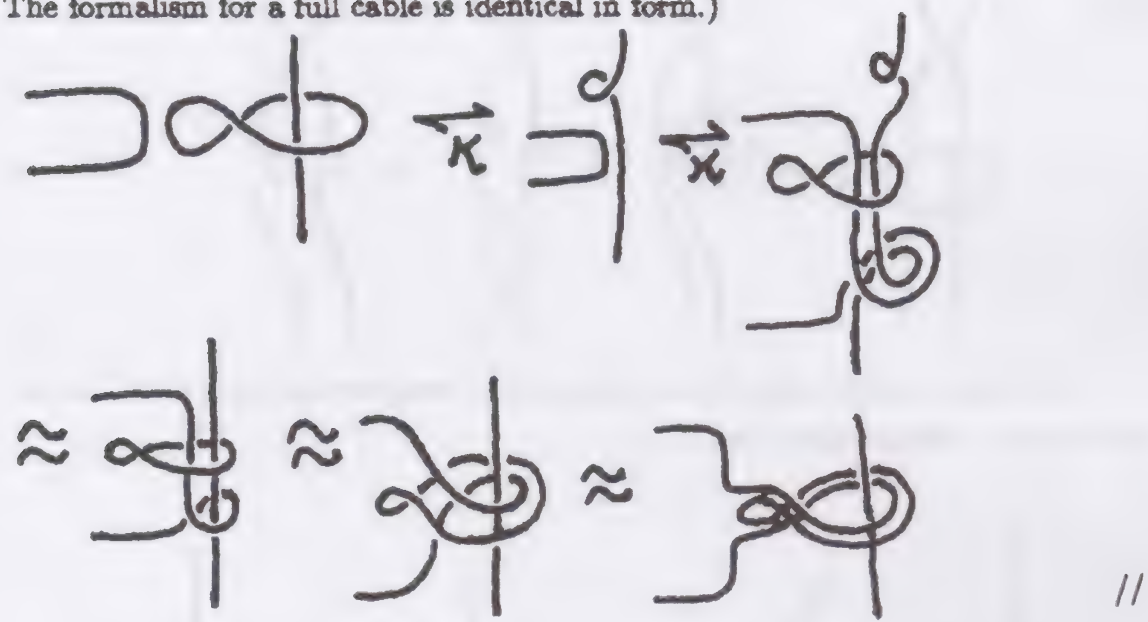 The formalism for a full cable is identical in form.)
K
K
≈
≈
≈
//